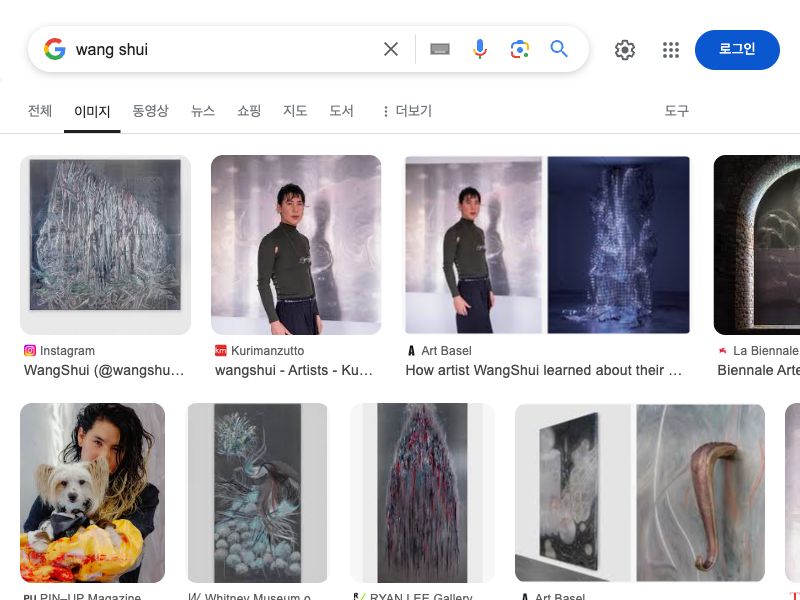 wang shui
로그인
전체 이미지 동영상 뉴스 쇼핑 지도 도서 더보기 도구
Instagram Kurimanzutto Art Basel La Biennale
WangShui (@wangshu... wangshui - Artists - Ku... How artist WangShui learned about their ... Biennale Arte
PIN–UP Magazine Whitney Museum o RYAN LEE Gallery Art Basel